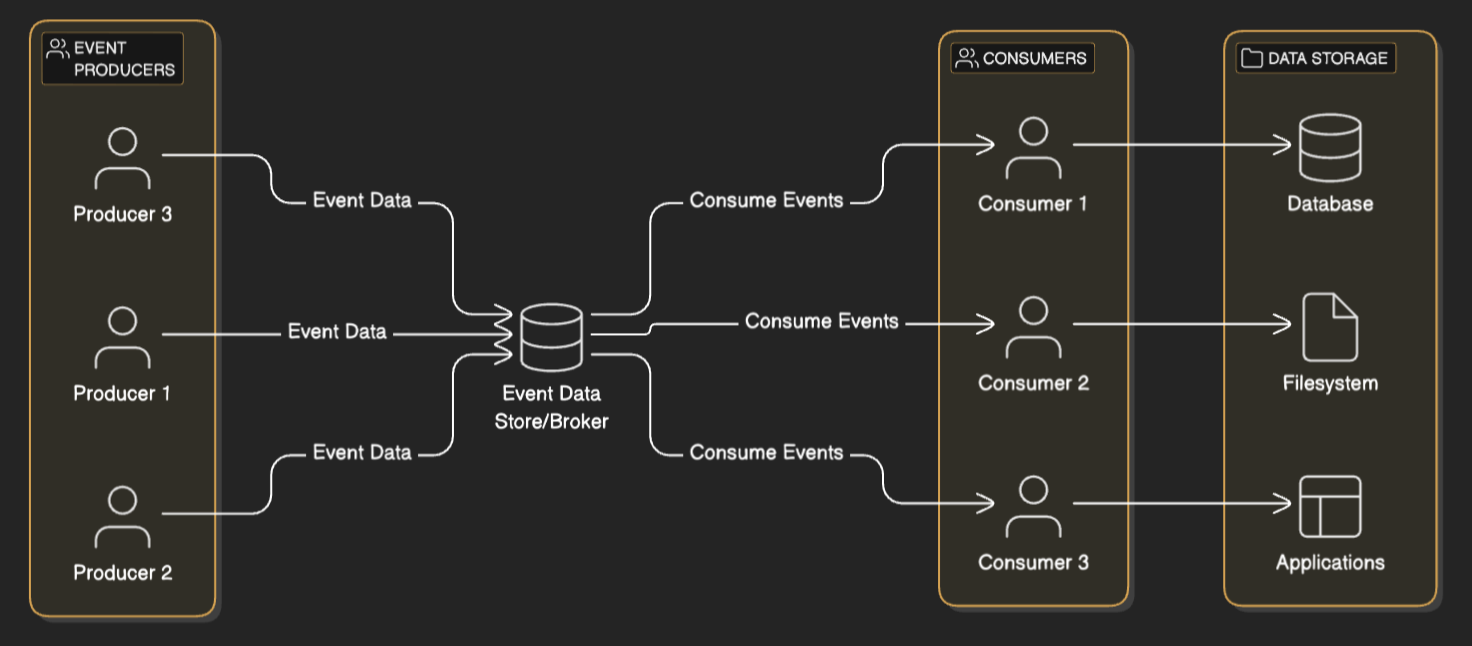 EVENT
PRODUCERS
Producer 3
Producer 1
Producer 2
Event Data
Event Data
Event Data
Event Data
Store/Broker
Consume Events
Consume Events
Consume Events
CONSUMERS
Consumer 1
Consumer 2
Consumer 3
DATA STORAGE
Database
Filesystem
Applications